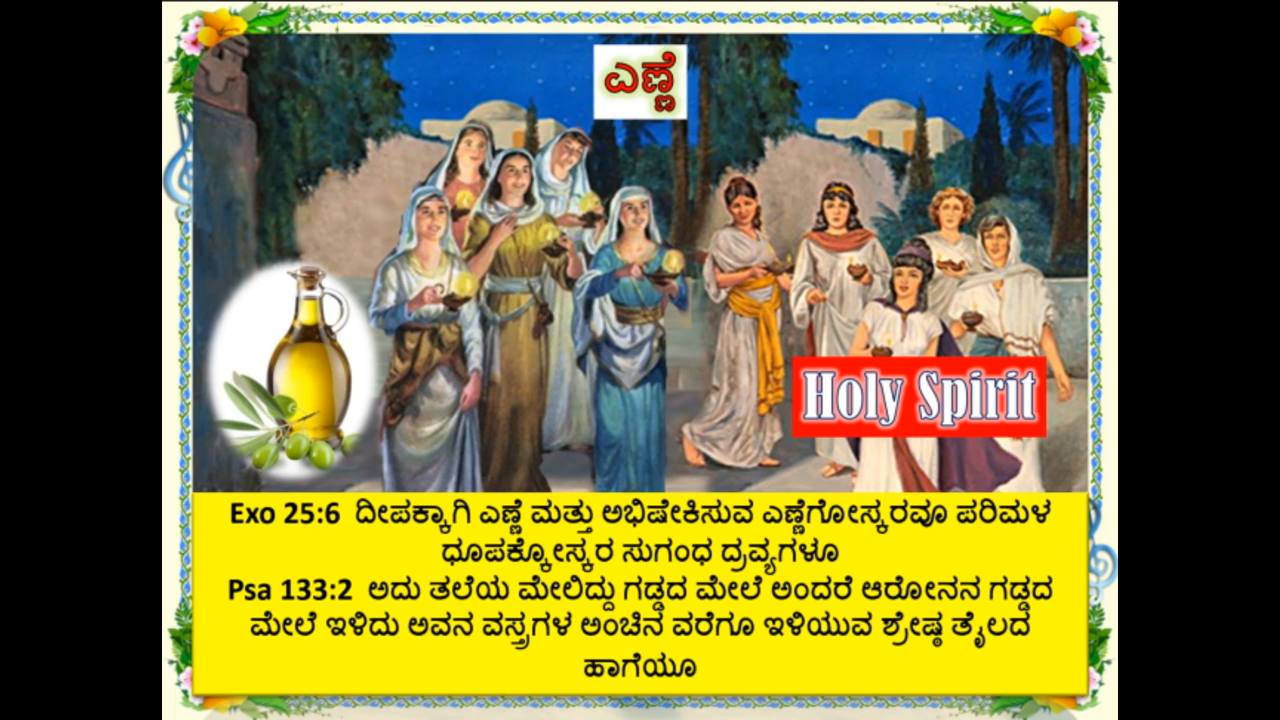 ಎಣ್ಣೆ
Holy Spirit
Exo 25:6 ದೀಪಕ್ಕಾಗಿ ಎಣ್ಣೆ ಮತ್ತು ಅಭಿಷೇಕಿಸುವ ಎಣ್ಣೆಗೋಸ್ಕರವೂ ಪರಿಮಳ
ಧೂಪಕ್ಕೋಸ್ಕರ ಸುಗಂಧ ದ್ರವ್ಯಗಳೂ
Psa 133:2 ಅದು ತಲೆಯ ಮೇಲಿದ್ದು ಗಡ್ಡದ ಮೇಲೆ ಅಂದರೆ ಆರೋನನ ಗಡ್ಡದ
ಮೇಲೆ ಇಳಿದು ಅವನ ವಸ್ತ್ರಗಳ ಅಂಚಿನ ವರೆಗೂ ಇಳಿಯುವ ಶ್ರೇಷ್ಠ ತೈಲದ
ಹಾಗೆಯೂ